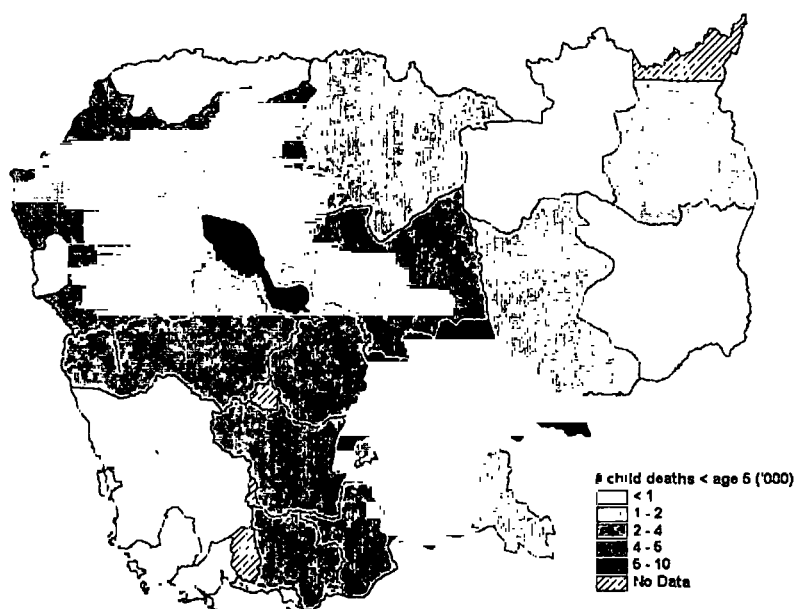 # child deaths < age 5 ('000)
< 1
1 - 2
2 - 4
4 - 5
5 - 10
No Data